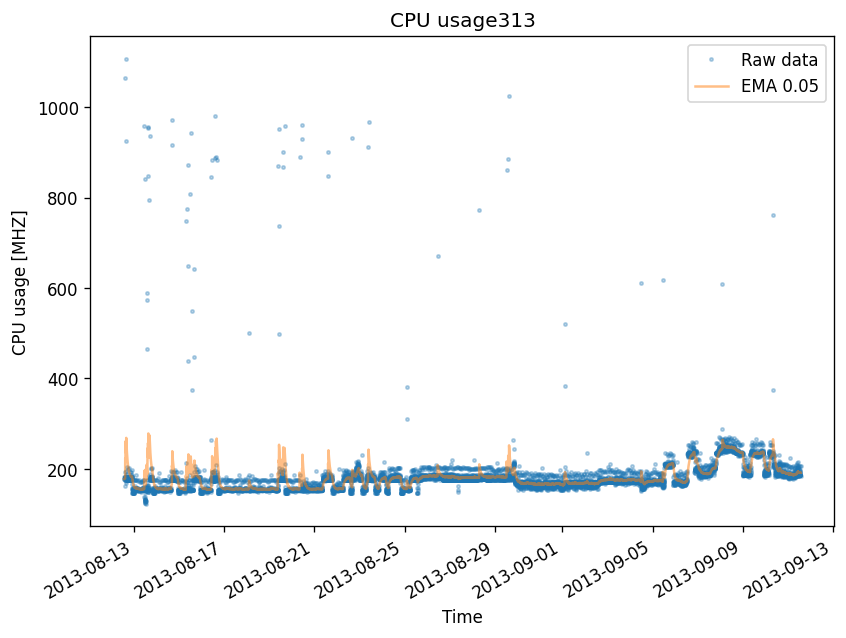 CPU usage313
Raw data
EMA 0.05
CPU usage [MHZ]
1000
800
600
400
200
2013-08-13
2013-08-17
2013-08-21
2013-08-25
2013-08-29
2013-09-01
2013-09-05
2013-09-09
2013-09-13
Time